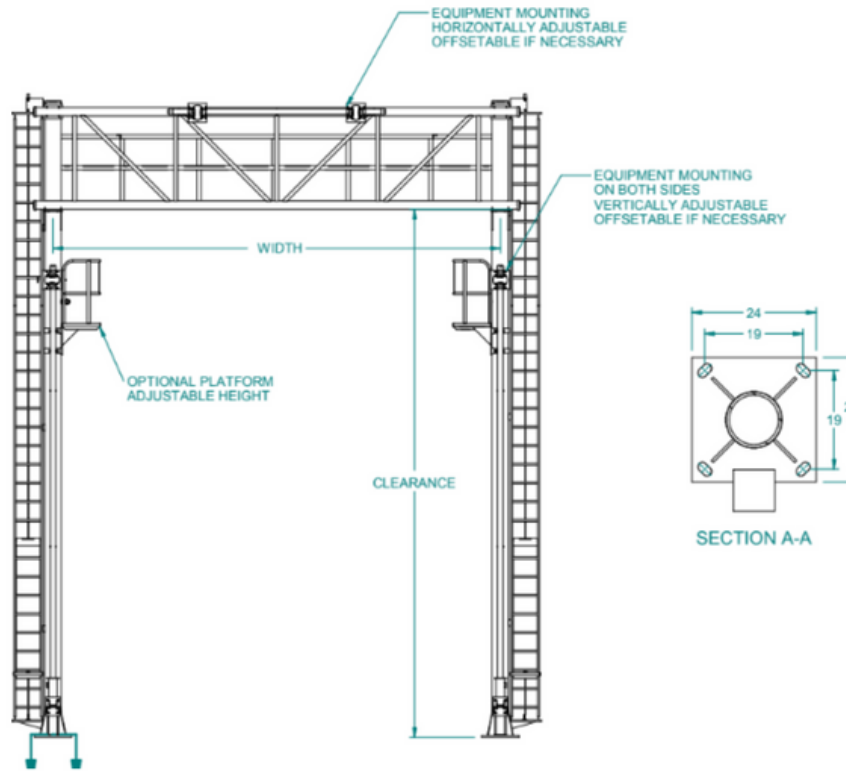 EQUIPMENT MOUNTING
HORIZONTALLY ADJUSTABLE
OFFSETABLE IF NECESSARY
EQUIPMENT MOUNTING
ON BOTH SIDES
VERTICALLY ADJUSTABLE
OFFSETABLE IF NECESSARY
WIDTH
24
19
OPTIONAL PLATFORM
ADJUSTABLE HEIGHT
19
CLEARANCE
SECTION A-A